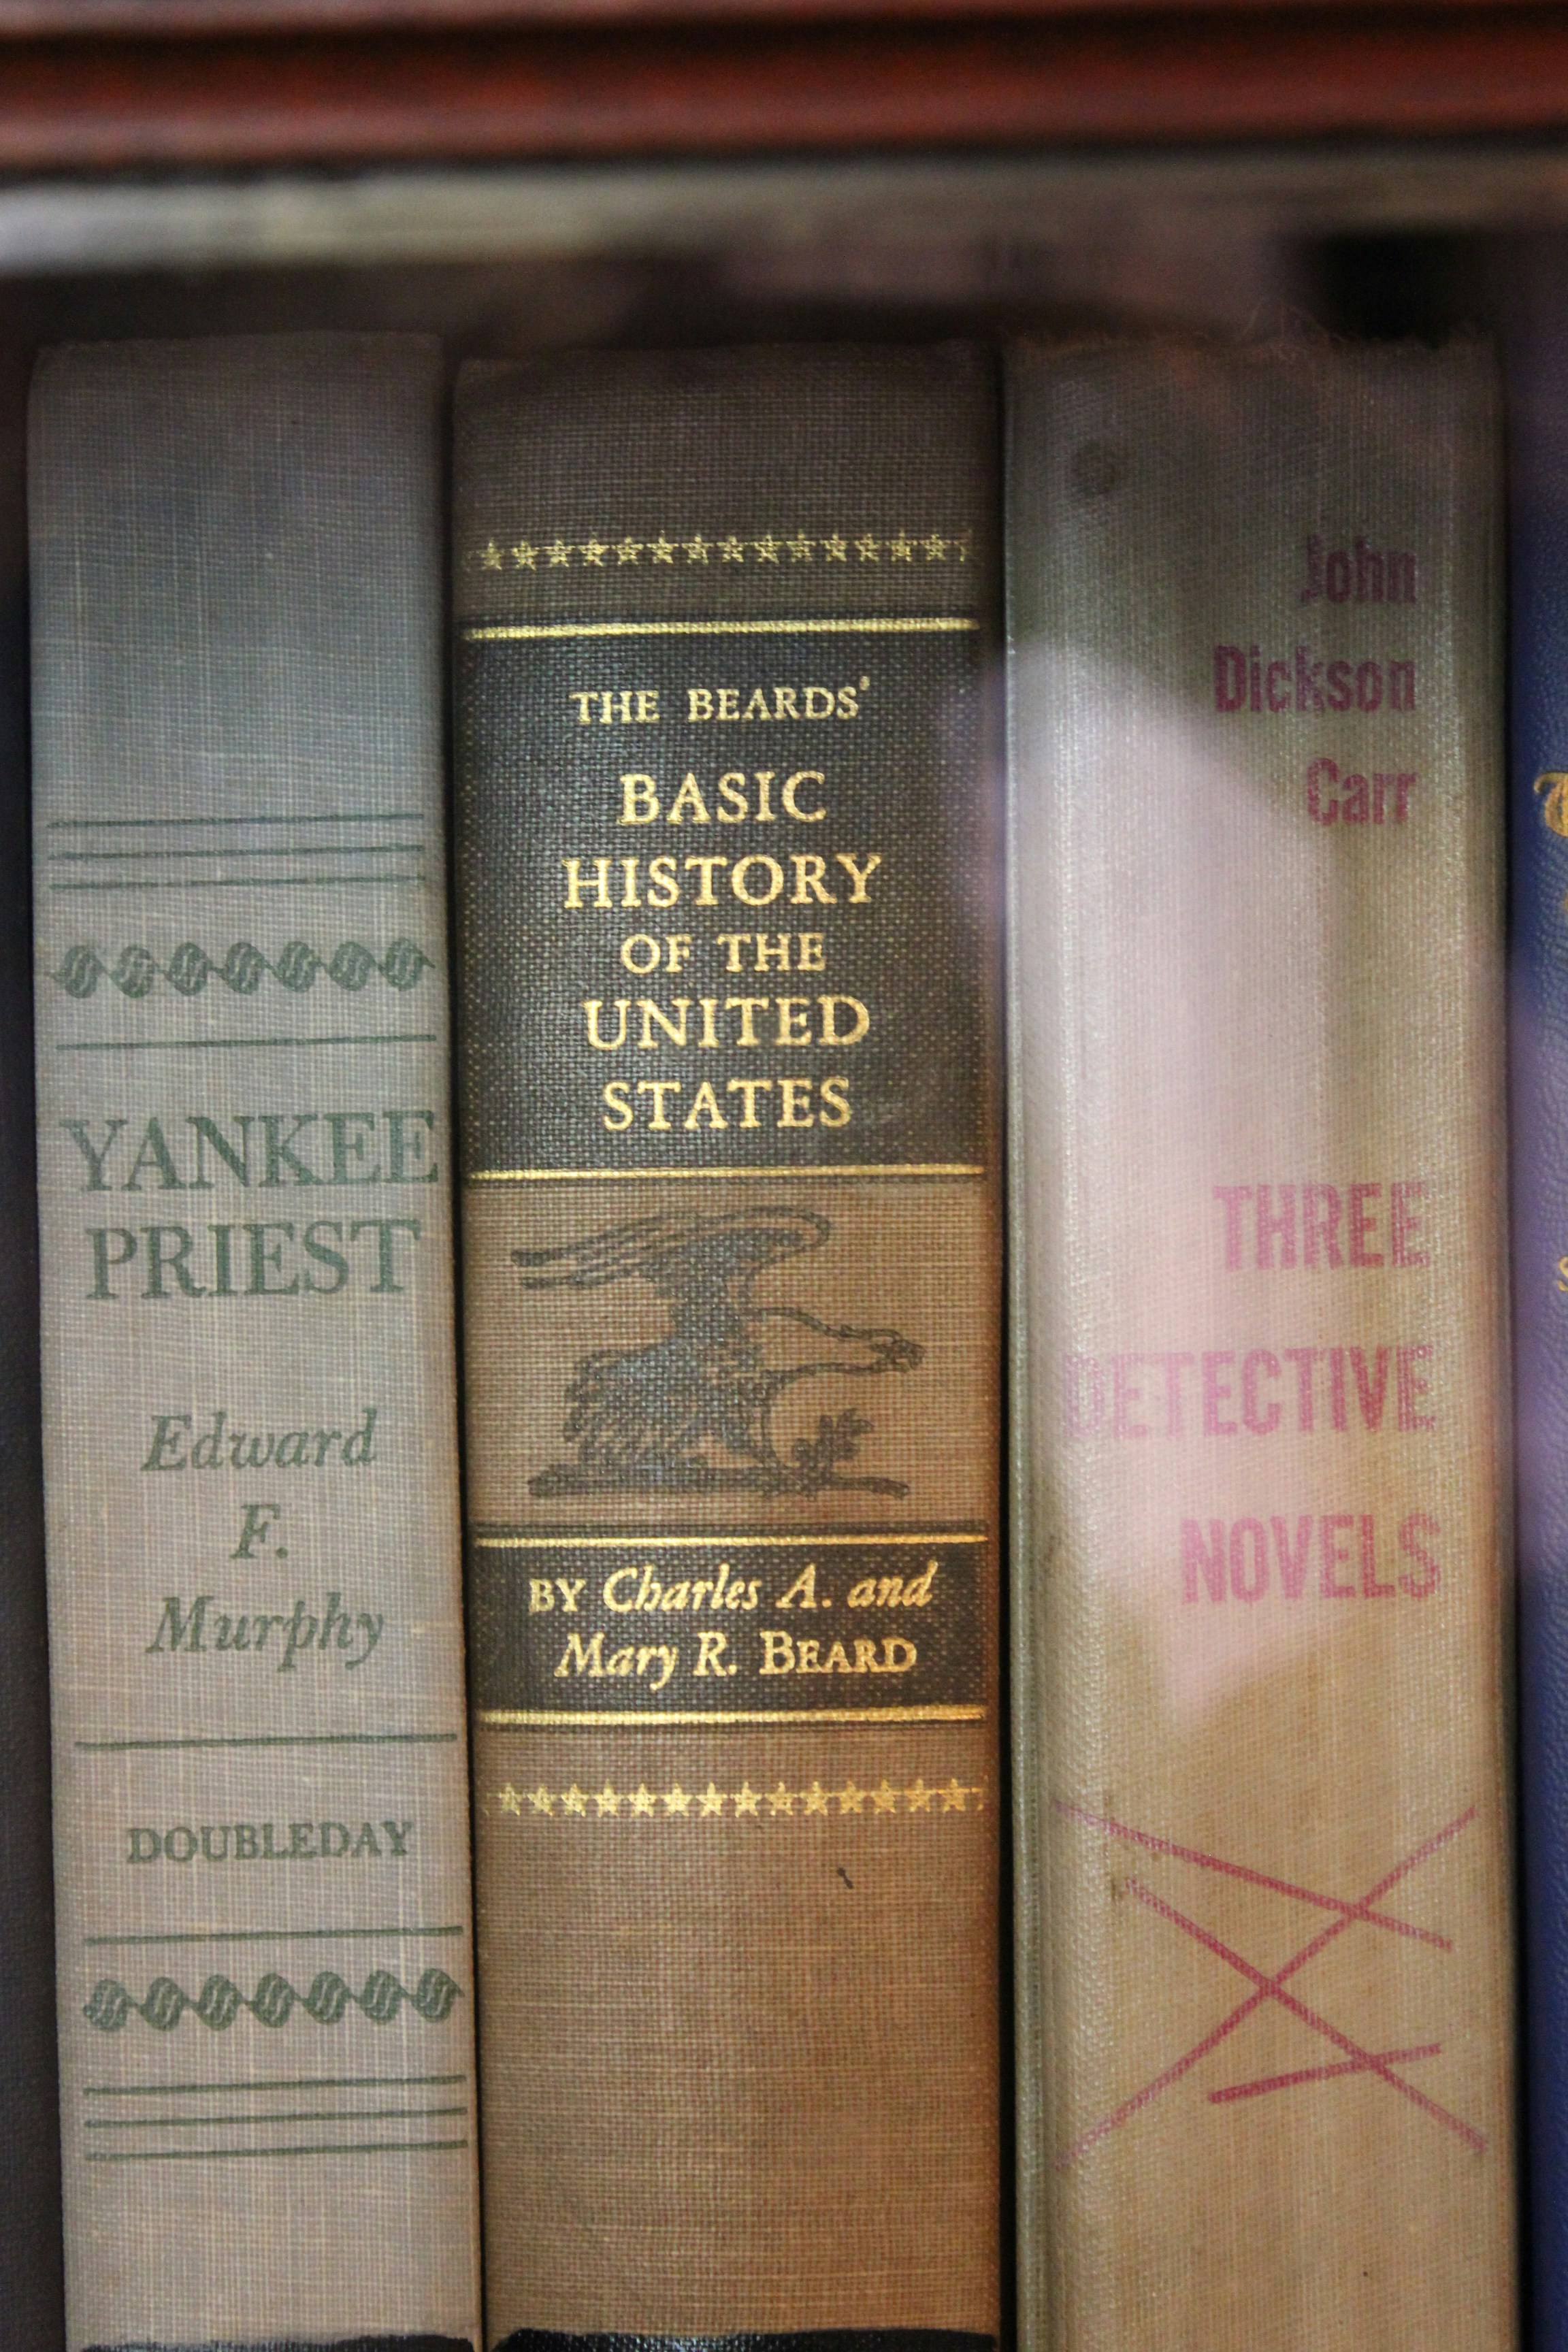 YANKEE
PRIEST
Edward
F.
Murphy
DOUBLEDAY
THE BEARDS'
BASIC
HISTORY
OF THE
UNITED
STATES
BY Charles A. and
Mary R. BEARD
John
Dickson
Carr
THREE
DETECTIVE
NOVELS